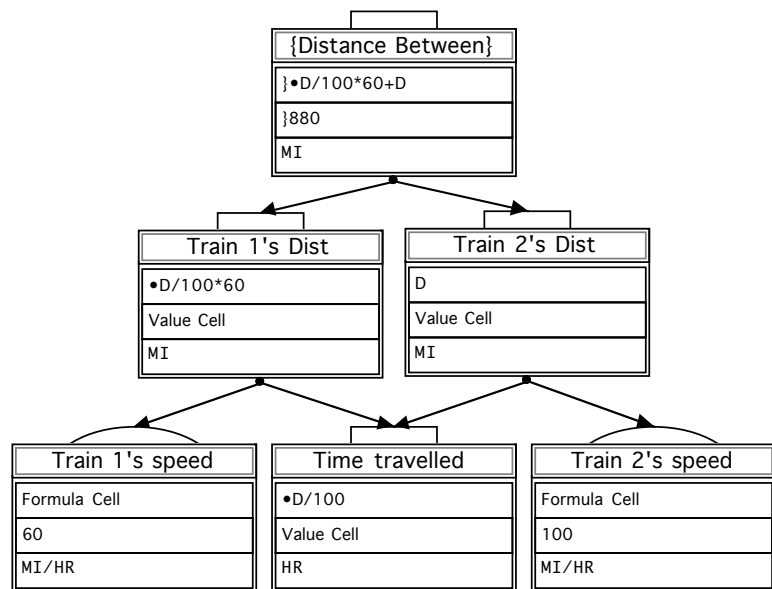 {Distance Between}
}•D/100*60+D
}880
MI
Train 1's Dist
•D/100*60
Value Cell
MI
Train 2's Dist
D
Value Cell
MI
Train 1's speed
Formula Cell
60
MI/HR
Time travelled
•D/100
Value Cell
HR
Train 2's speed
Formula Cell
100
MI/HR